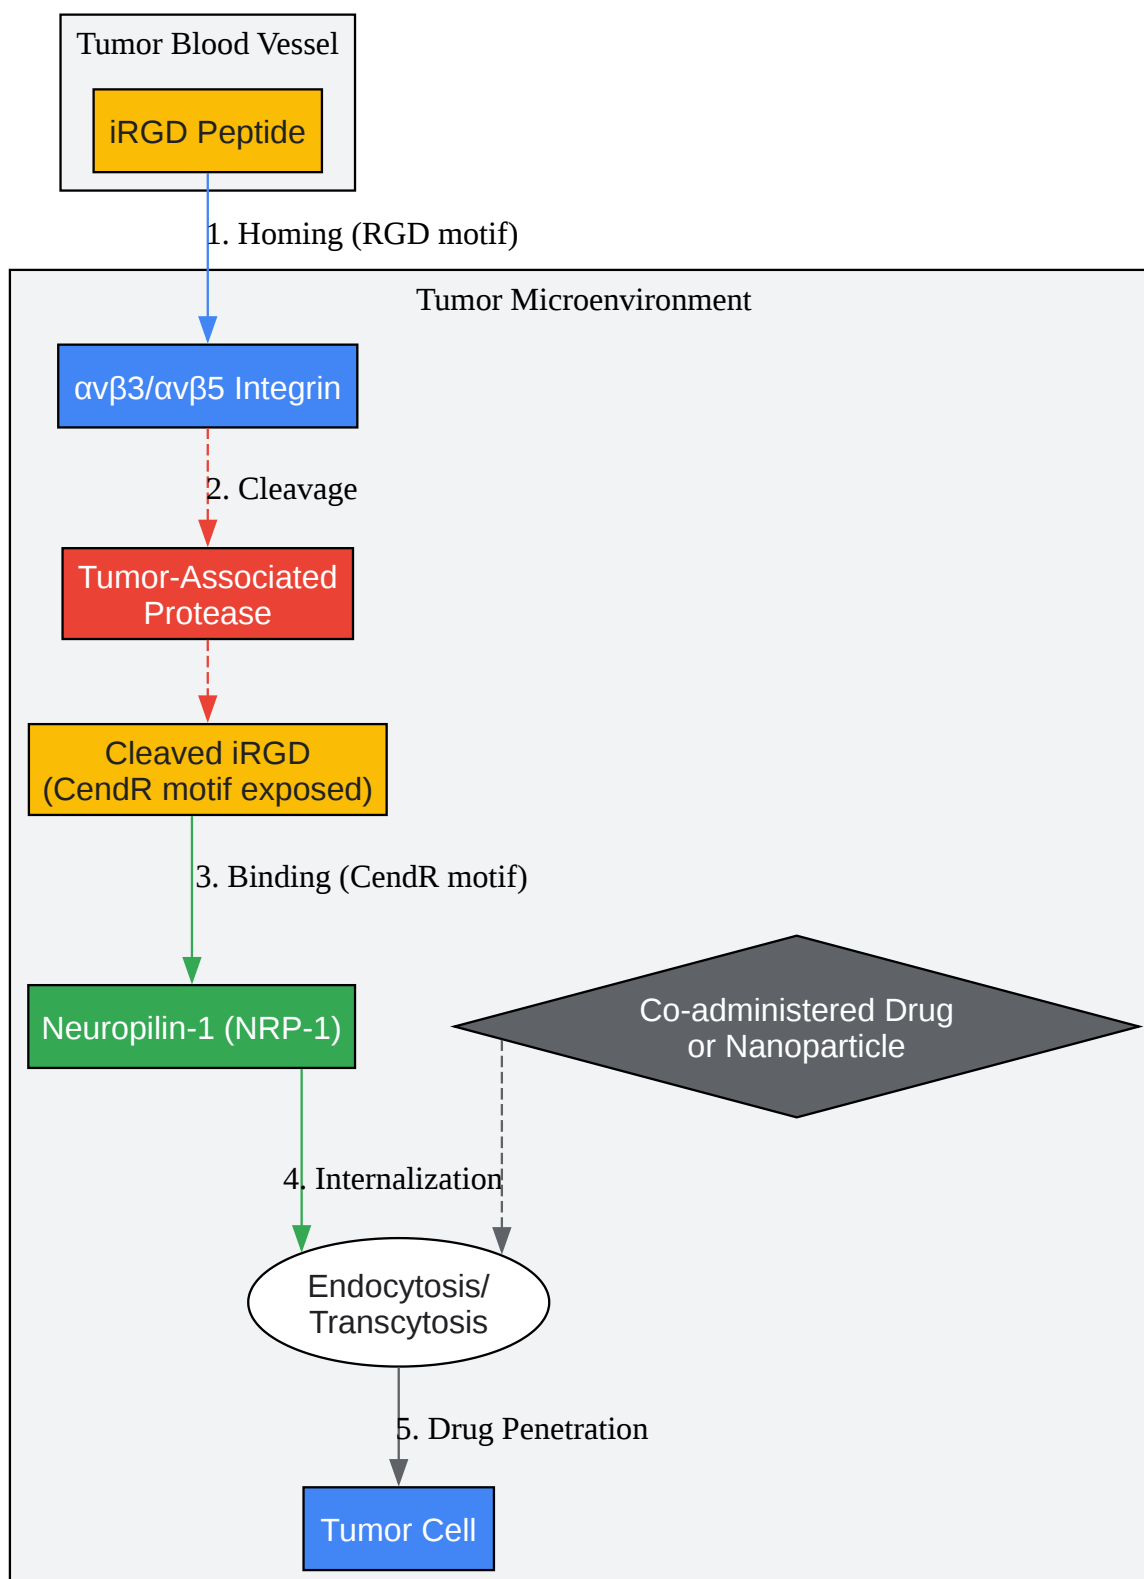 Tumor Blood Vessel
iRGD Peptide
1. Homing (RGD motif)
Tumor Microenvironment
αvβ3/αvβ5 Integrin
2. Cleavage
Tumor-Associated
Protease
Cleaved iRGD
(CendR motif exposed)
3. Binding (CendR motif)
Neuropilin-1 (NRP-1)
Co-administered Drug
or Nanoparticle
4. Internalization
Endocytosis/
Transcytosis
5. Drug Penetration
Tumor Cell